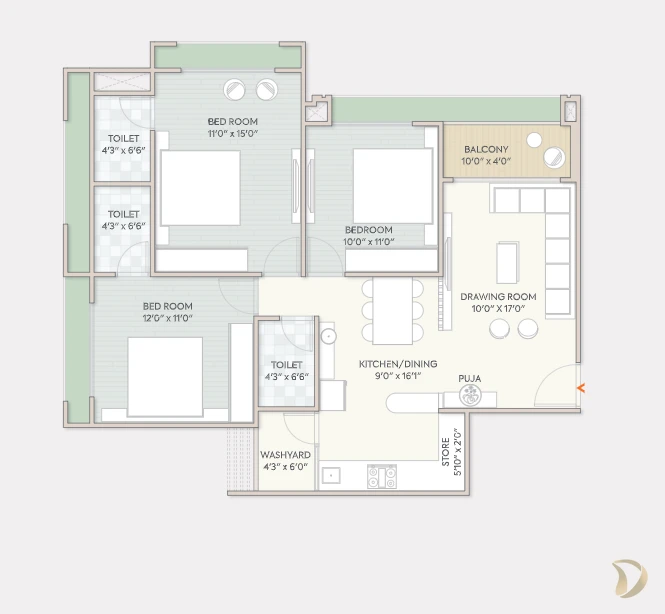 BED ROOM
11'0" x 15'0"
TOILET
4'3" x 6'6"
BALCONY
10'0" x 4'0"
TOILET
4'3" x 6'6"
BEDROOM
10'0" x 11'0"
BED ROOM
12'0" x 11'0"
DRAWING ROOM
10'0" x 17'0"
TOILET
4'3" x 6'6"
KITCHEN/DINING
9'0" x 16'1"
PUJA
WASHYARD
4'3" x 6'0"
STORE
5'10" x 2'0"